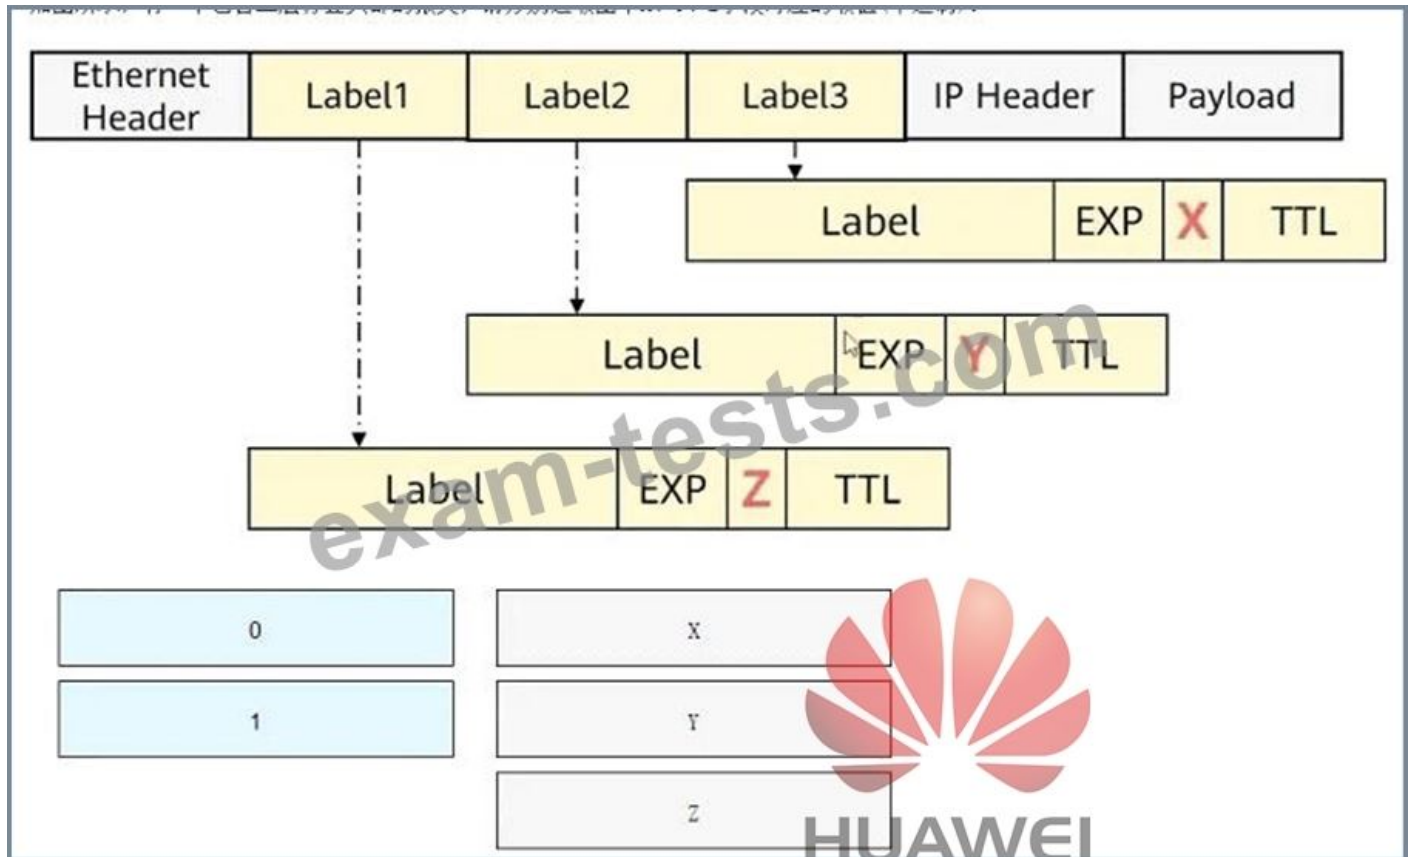 Ethernet Header
Label1
Label2
Label3
IP Header
Payload
Label
EXP
X
TTL
Label
EXP
Y
TTL
Label
EXP
Z
TTL
exam-tests.com
0
X
1
Y
Z
HUAWEI